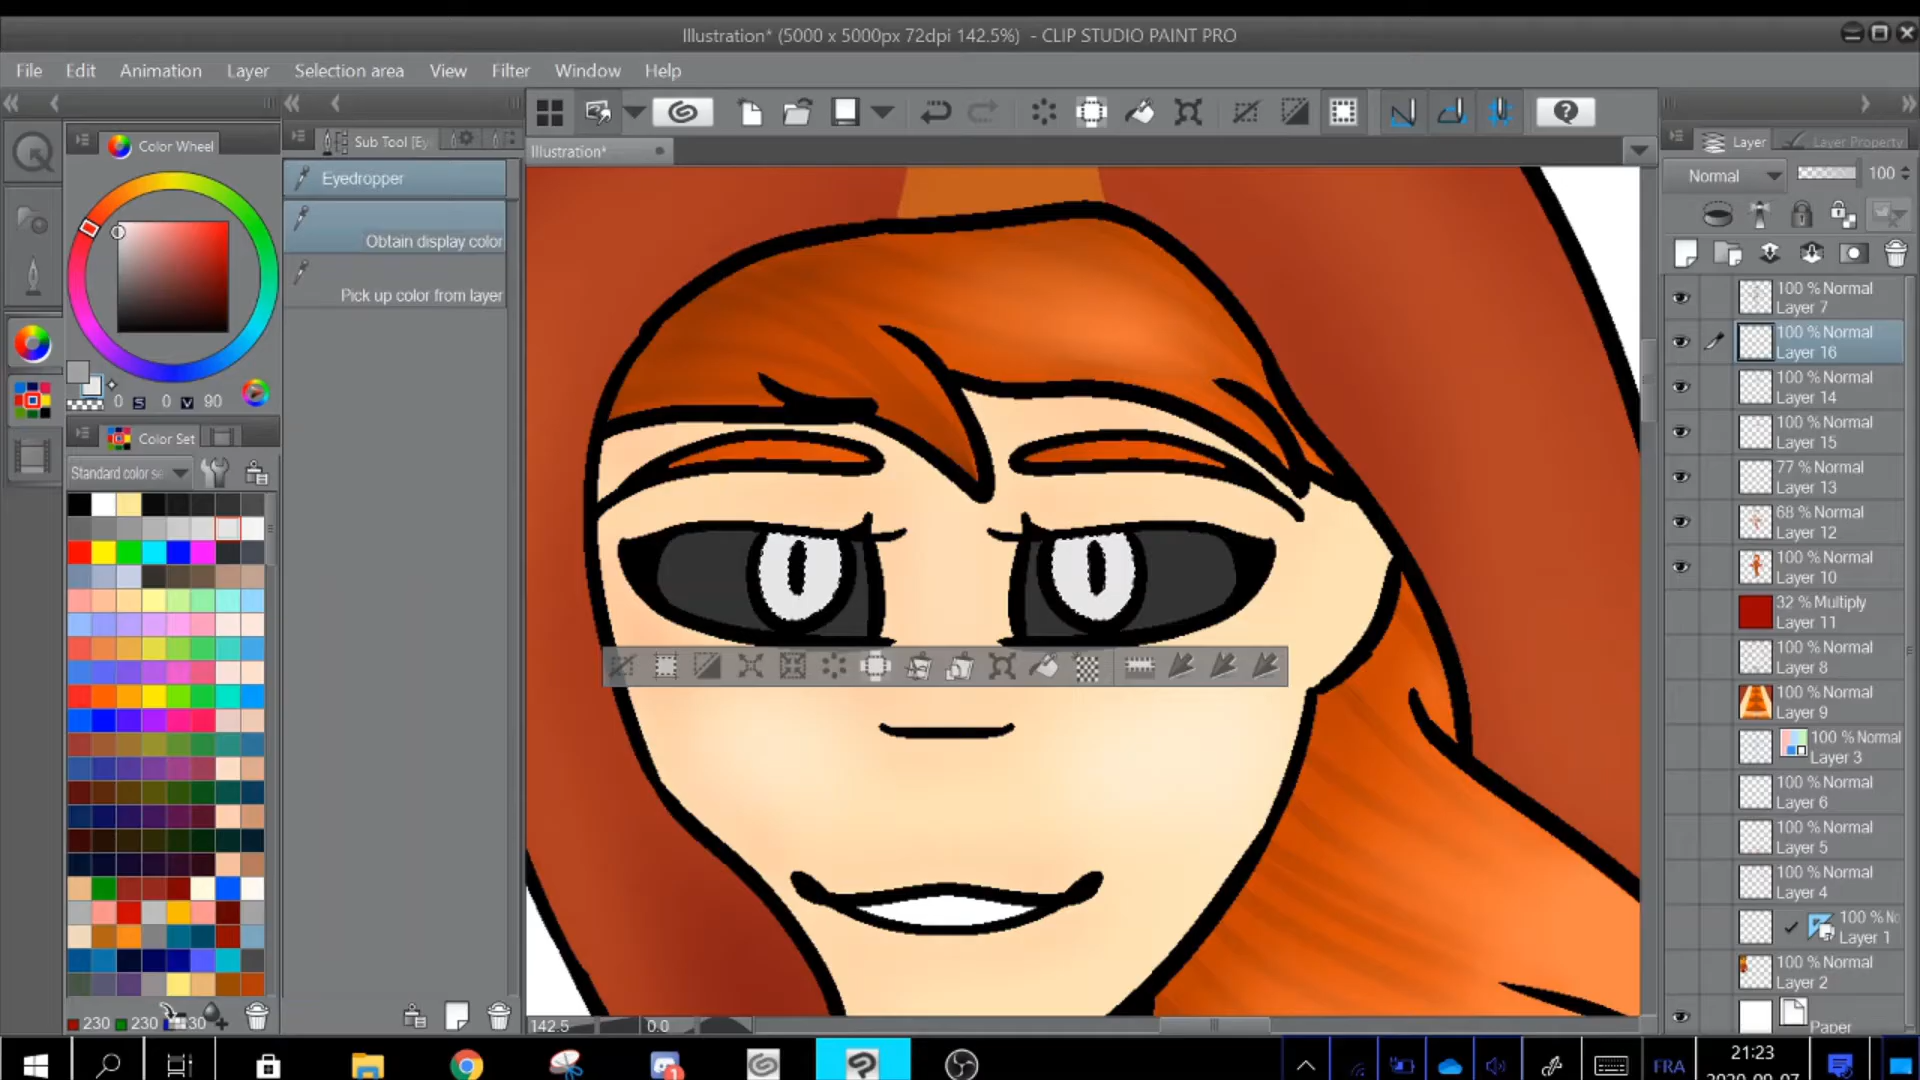 Illustration* (5000 x 5000px 72dpi 142.5%) - CLIP STUDIO PAINT PRO
File Edit Animation Layer Selection area View Filter Window Help
Color Wheel
Sub Tool [Ey
Eyedropper
Obtain display color
Pick up color from layer
0 S 0 V 90
Color Set
Standard color se
230 230
Illustration*
142.5 0.0
Layer Layer Property
Normal 100
100 % Normal
Layer 7
100 % Normal
Layer 16
100 % Normal
Layer 14
100 % Normal
Layer 15
77 % Normal
Layer 13
68 % Normal
Layer 12
100 % Normal
Layer 10
32 % Multiply
Layer 11
100 % Normal
Layer 8
100 % Normal
Layer 9
100 % Normal
Layer 3
100 % Normal
Layer 6
100 % Normal
Layer 5
100 % Normal
Layer 4
100 % No
Layer 1
100 % Normal
Layer 2
Paper
1
FRA
21:23
2020-09-07